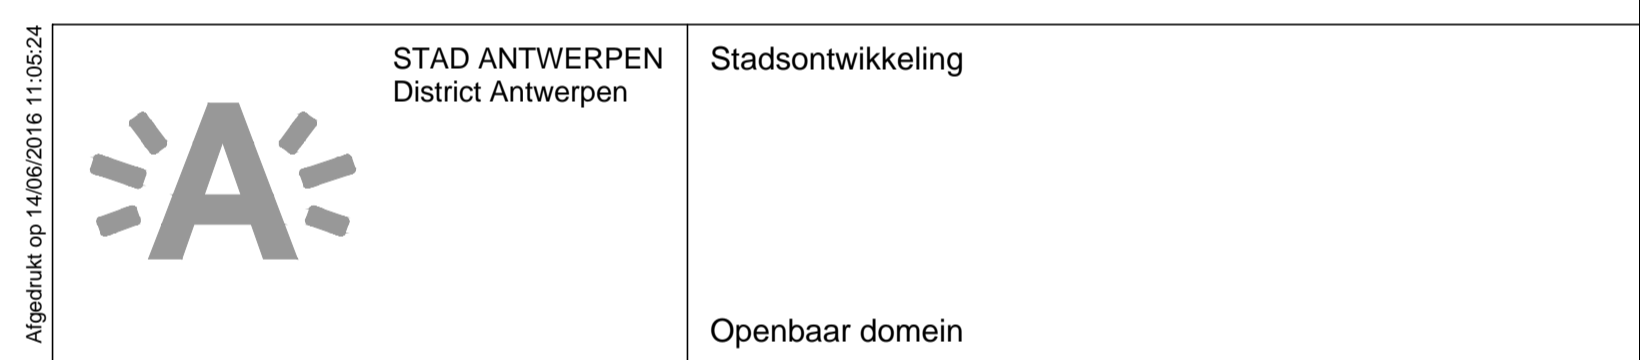 Afgedrukt op 14/06/2016 11:05:24
STAD ANTWERPEN
District Antwerpen
A
Stadsontwikkeling
Openbaar domein